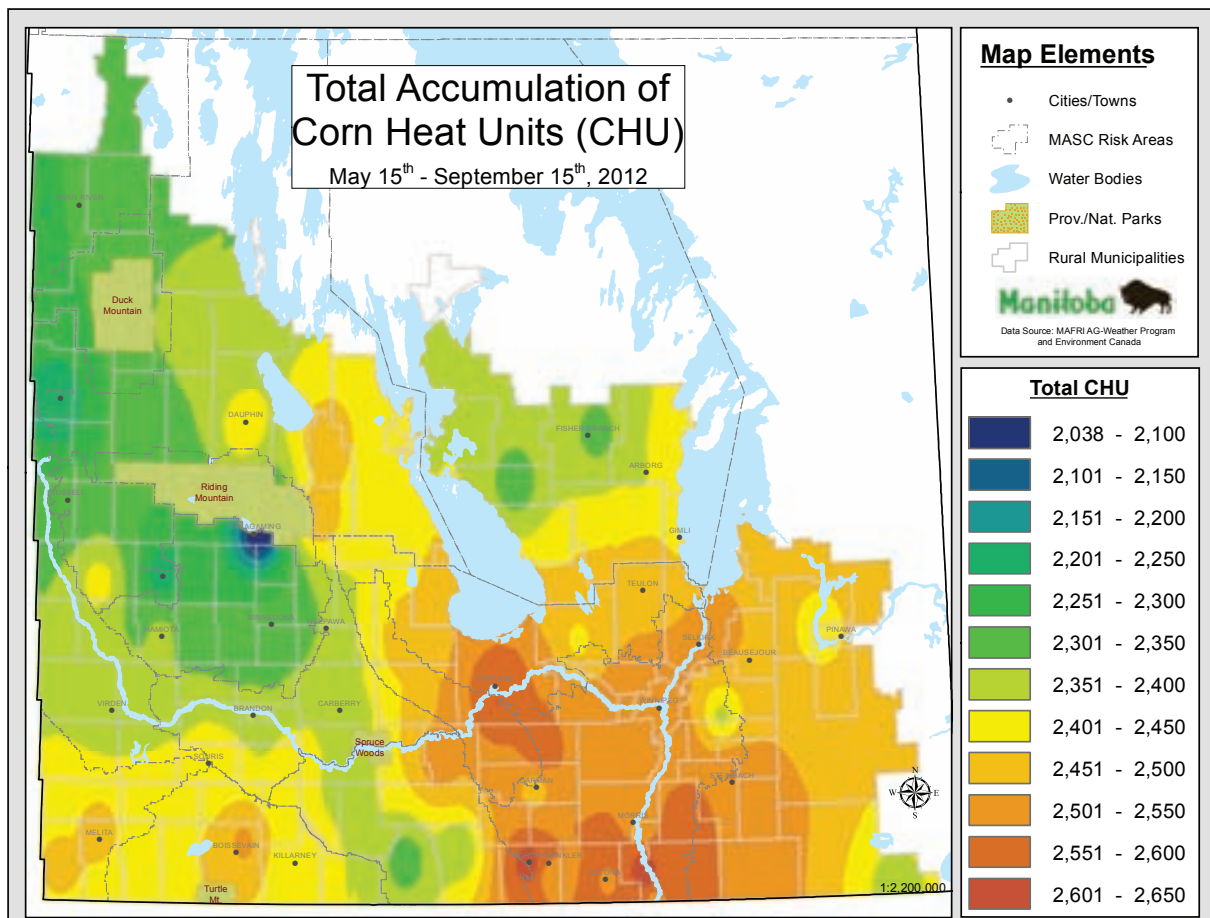 Total Accumulation of
Corn Heat Units (CHU)
May 15th - September 15th, 2012
Duck
Mountain
DAUPHIN
FISHER BRANCH
ARBORG
Riding
Mountain
GIMLI
TEULON
HAMIOTA
PINAWA
SELKIRK
BEAUSEJOUR
VIRDEN
BRANDON
CARBERRY
WINNIPEG
Spruce
Woods
SOURIS
CARMAN
MORRIS
MELITA
BOISSEVAIN
KILLARNEY
WINKLER
Turtle
Mt.
N
W
E
S
1:2,200,000
Map Elements
Cities/Towns
MASC Risk Areas
Water Bodies
Prov./Nat. Parks
Rural Municipalities
Manitoba
Data Source: MAFRI AG-Weather Program
and Environment Canada
Total CHU
2,038 - 2,100
2,101 - 2,150
2,151 - 2,200
2,201 - 2,250
2,251 - 2,300
2,301 - 2,350
2,351 - 2,400
2,401 - 2,450
2,451 - 2,500
2,501 - 2,550
2,551 - 2,600
2,601 - 2,650